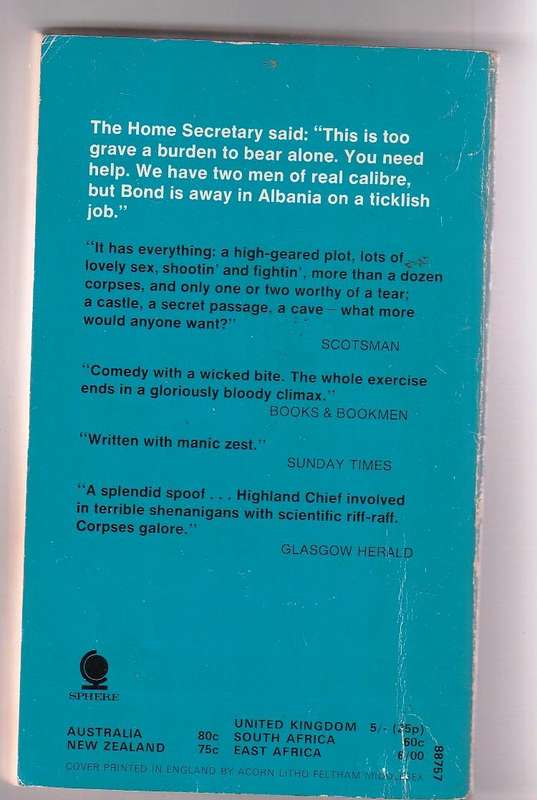 The Home Secretary said: "This is too
grave a burden to bear alone. You need
help. We have two men of real calibre,
but Bond is away in Albania on a ticklish
job."
"It has everything: a high-geared plot, lots of
lovely sex, shootin' and fightin', more than a dozen
corpses, and only one or two worthy of a tear;
a castle, a secret passage, a cave — what more
would anyone want?"
SCOTSMAN
"Comedy with a wicked bite. The whole exercise
ends in a gloriously bloody climax."
BOOKS & BOOKMEN
"Written with manic zest."
SUNDAY TIMES
"A splendid spoof . . . Highland Chief involved
in terrible shenanigans with scientific riff-raff.
Corpses galore."
GLASGOW HERALD
SPHERE
AUSTRALIA 80c
NEW ZEALAND 75c
UNITED KINGDOM 5/- (25p)
SOUTH AFRICA 60c
EAST AFRICA 6/00
88757
COVER PRINTED IN ENGLAND BY ACORN LITHO FELTHAM MIDDLESEX